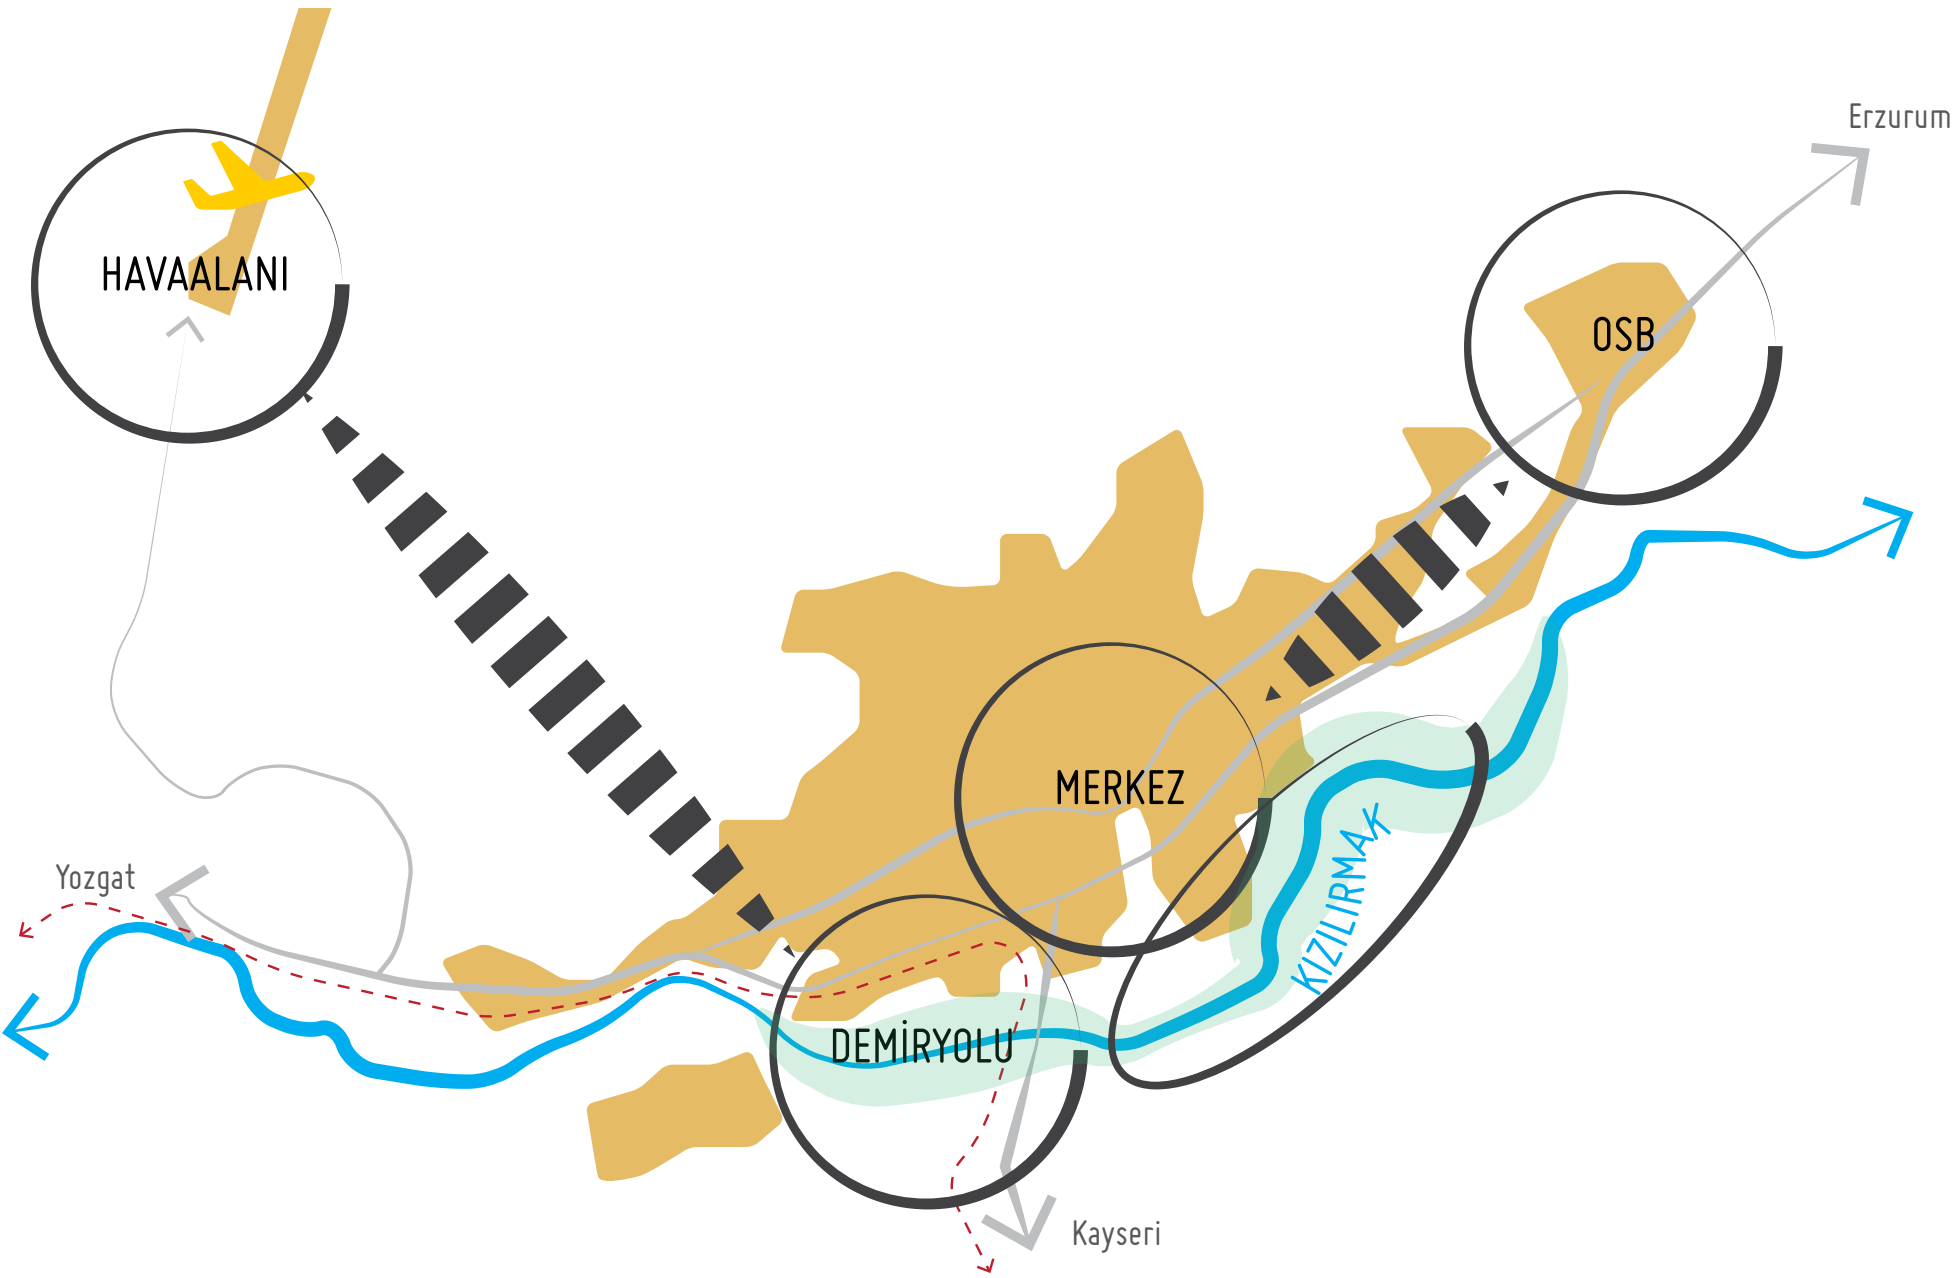 Erzurum
HAVAALANI
OSB
MERKEZ
Yozgat
KIZILIRMAK
DEMİRYOLU
Kayseri